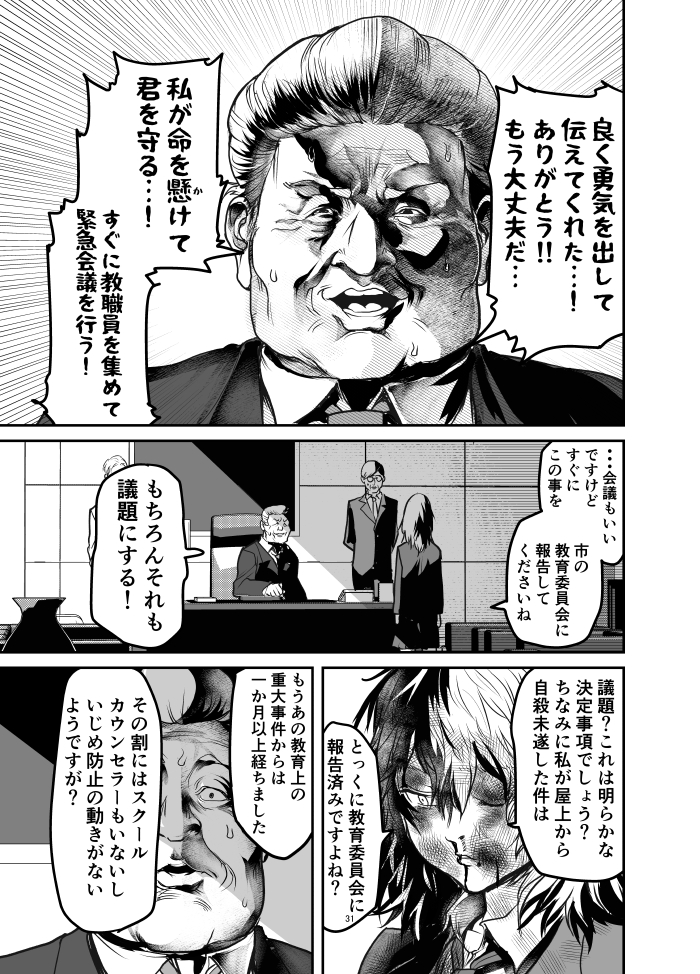 良く勇気を出して
伝えてくれた…！
ありがとう!!
もう大丈夫だ…
私が命を懸けて
か
君を守る…！
すぐに教職員を集めて
緊急会議を行う！
…会議もいい
ですけど
すぐに
この事を
市の
教育委員会に
報告して
くださいね
もちろんそれも
議題にする！
議題？これは明らかな
決定事項でしょう？
ちなみに私が屋上から
自殺未遂した件は
とっくに教育委員会に
報告済みですよね？
もうあの教育上の
重大事件からは
一か月以上経ちました
その割にはスクール
カウンセラーもいないし
いじめ防止の動きがない
ようですが？
31